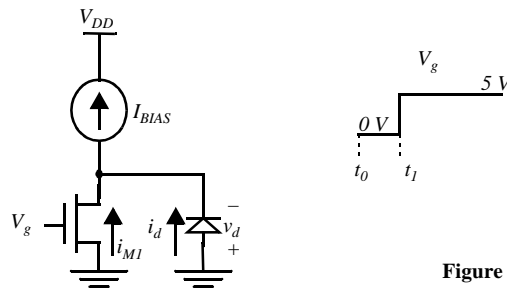 V_DD
I_BIAS
V_g
i_M1
i_d
−
v_d
+
V_g
0 V
5 V
t_0
t_1
Figure